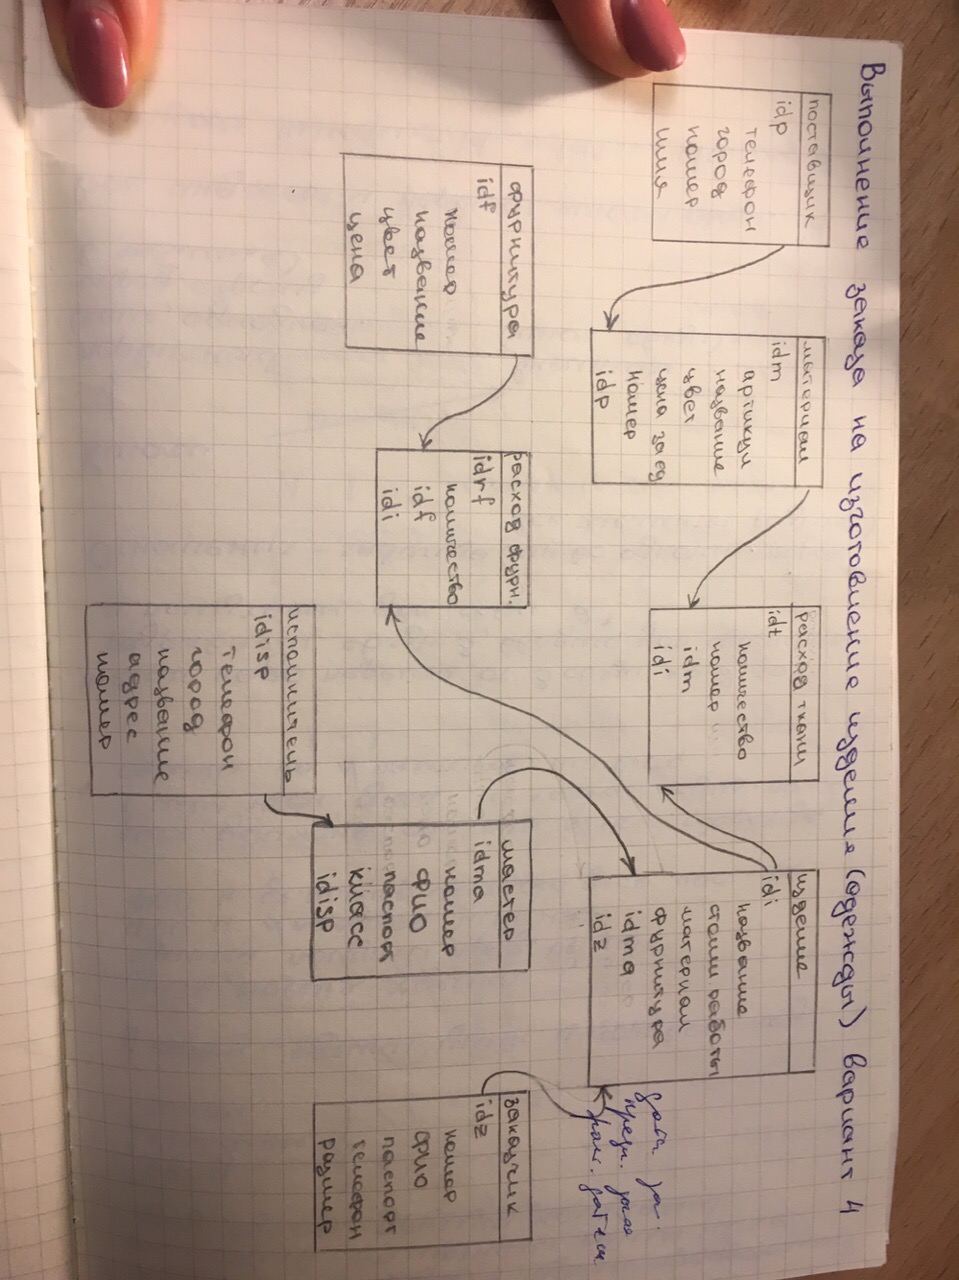 Выполнение заказа на изготовление изделия (одежды) вариант 4
поставщик
idp
телефон
город
номер
имя
материал
idm
артикул
название
цвет
цена за ед
номер
idp
расход ткани
idt
количество
номер
idm
idi
изделие
idi
название
стоим работы
материал
фурнитура
idma
idz
дата за.
фурнитура
idf
номер
название
цвет
цена
расход фурн.
idrf
количество
idf
idi
мастер
idma
номер
фио
паспорт
класс
idisp
заказчик
idz
номер
фио
паспорт
телефон
размер
исполнитель
idisp
телефон
город
название
адрес
номер